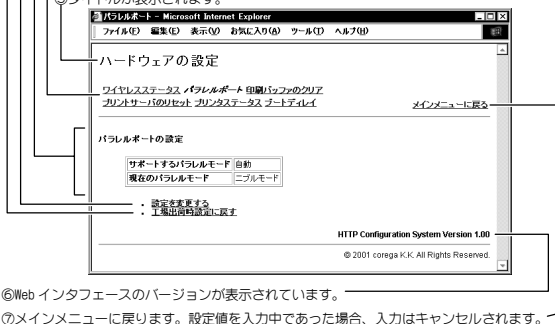 ⑤タイトルが表示されます。
パラレルポート - Microsoft Internet Explorer
ファイル(F) 編集(E) 表示(V) お気に入り(A) ツール(T) ヘルプ(H)
ハードウェアの設定
ワイヤレスステータス パラレルポート 印刷バッファのクリア
プリントサーバのリセット プリンタステータス ブートディレイ
メインメニューに戻る
パラレルポートの設定
サポートするパラレルモード 自動
現在のパラレルモード ニブルモード
・ 設定を変更する
・ 工場出荷時設定に戻す
HTTP Configuration System Version 1.00
© 2001 corega K.K. All Rights Reserved.
⑥Web インタフェースのバージョンが表示されています。
⑦メインメニューに戻ります。設定値を入力中であった場合、入力はキャンセルされます。